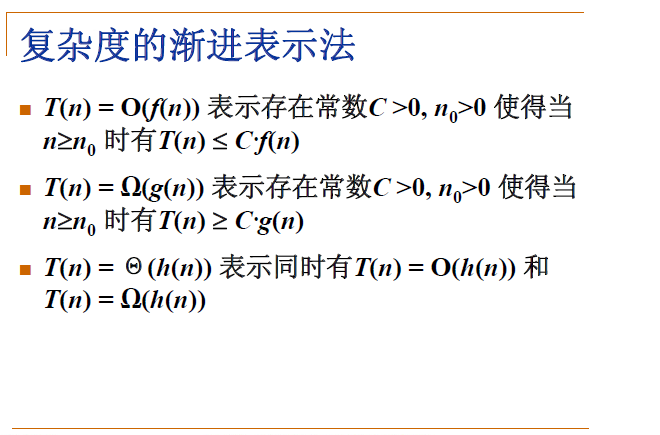 复杂度的渐进表示法
■ T(n) = O(f(n)) 表示存在常数C >0, n₀>0 使得当
n≥n₀ 时有T(n) ≤ C·f(n)
■ T(n) = Ω(g(n)) 表示存在常数C >0, n₀>0 使得当
n≥n₀ 时有T(n) ≥ C·g(n)
■ T(n) = Θ(h(n)) 表示同时有T(n) = O(h(n)) 和
T(n) = Ω(h(n))